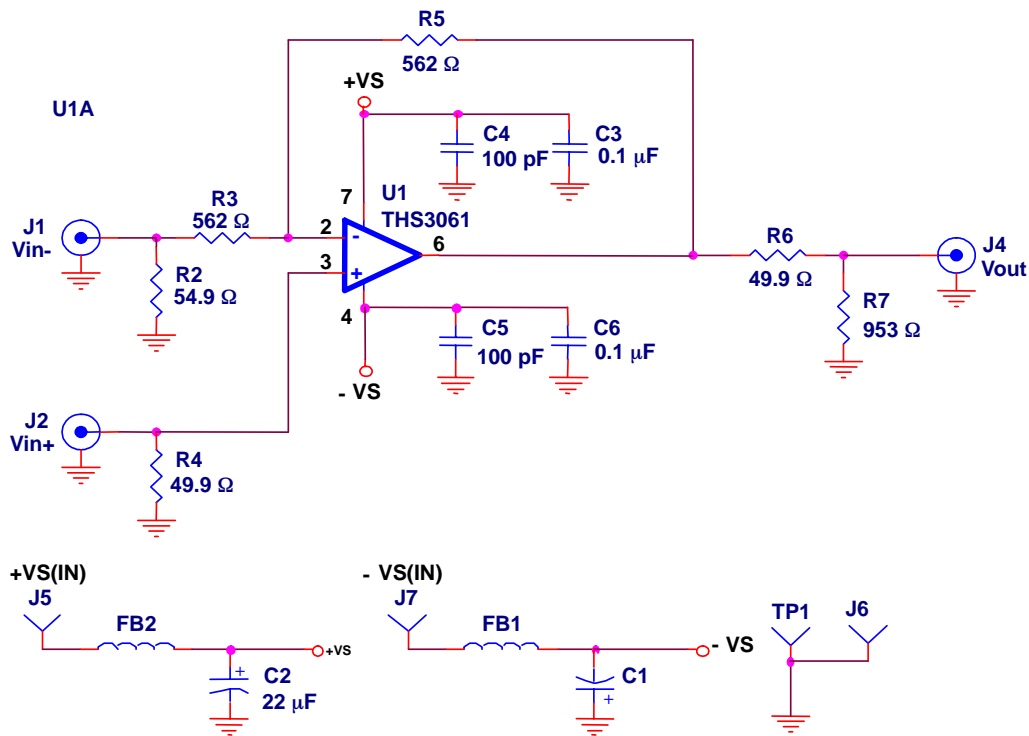 R5
562 Ω
+VS
U1A
C4
100 pF
C3
0.1 μF
7
U1
THS3061
R3
562 Ω
J1
Vin-
2
-
6
3
+
R2
54.9 Ω
R6
49.9 Ω
J4
Vout
R7
953 Ω
4
C5
100 pF
C6
0.1 μF
- VS
J2
Vin+
R4
49.9 Ω
+VS(IN)
J5
FB2
+VS
+
C2
22 μF
- VS(IN)
J7
FB1
- VS
C1
+
TP1
J6